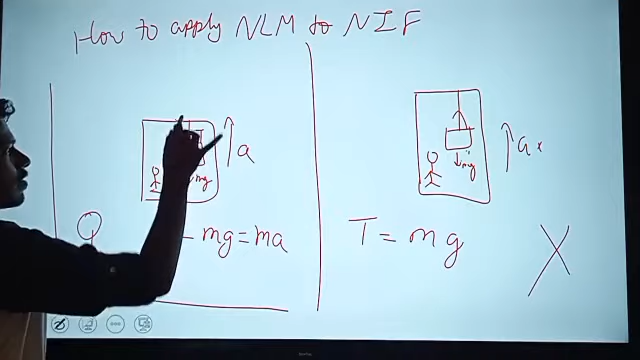 How to apply NLM to NIF
a
mg
- mg = ma
a
mg
T = mg